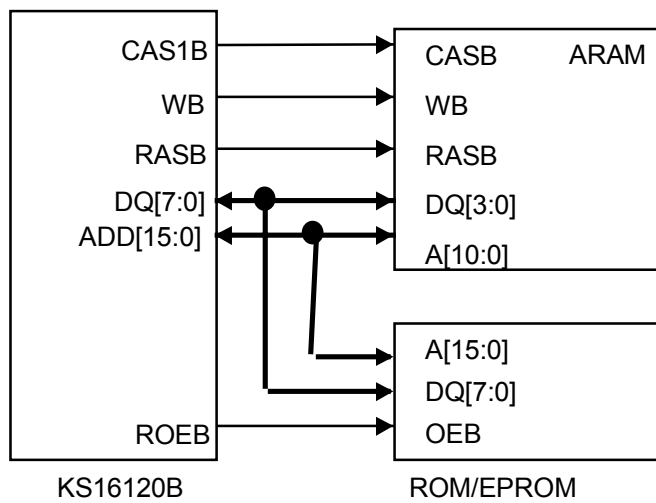 CAS1B
WB
RASB
DQ[7:0]
ADD[15:0]
ROEB
KS16120B
CASB ARAM
WB
RASB
DQ[3:0]
A[10:0]
A[15:0]
DQ[7:0]
OEB
ROM/EPROM